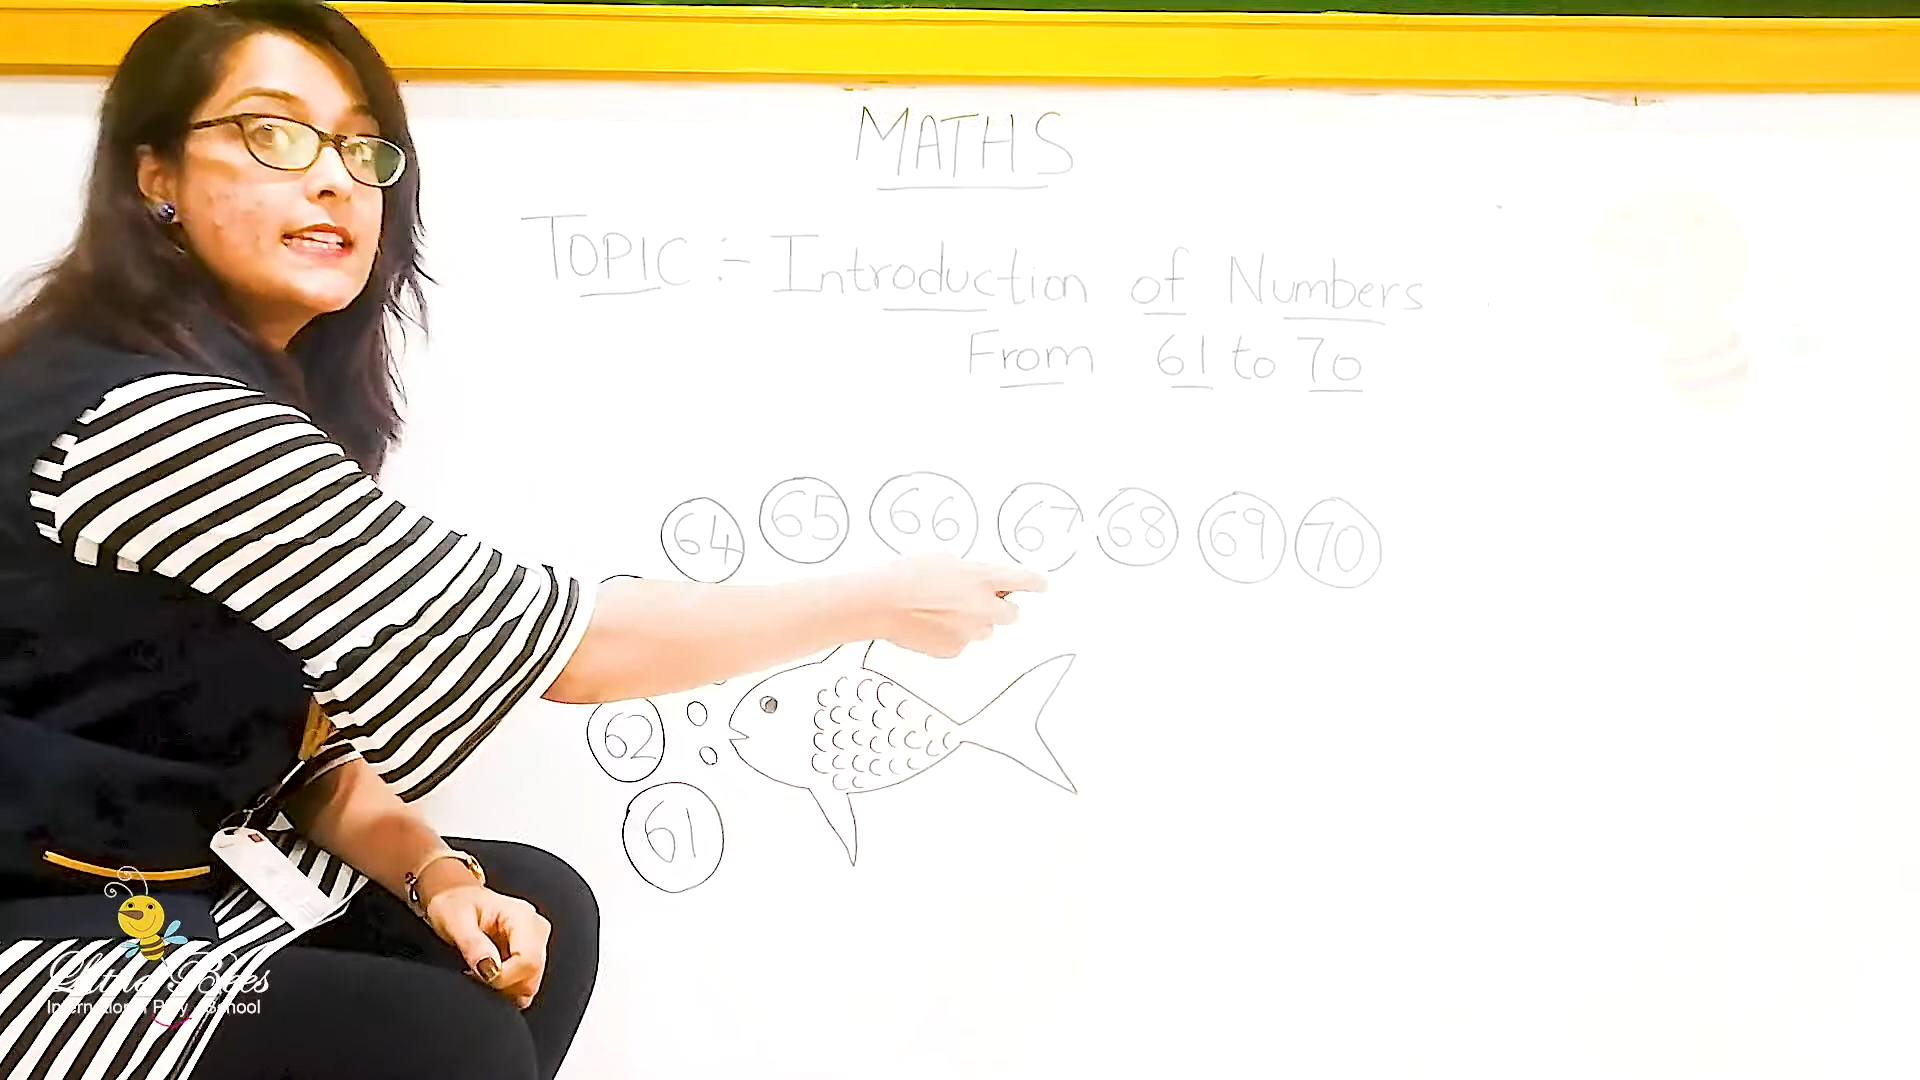 MATHS
TOPIC :- Introduction of Numbers
From 61 to 70
64 65 66 67 68 69 70
62
61
Little Bees
International Play School